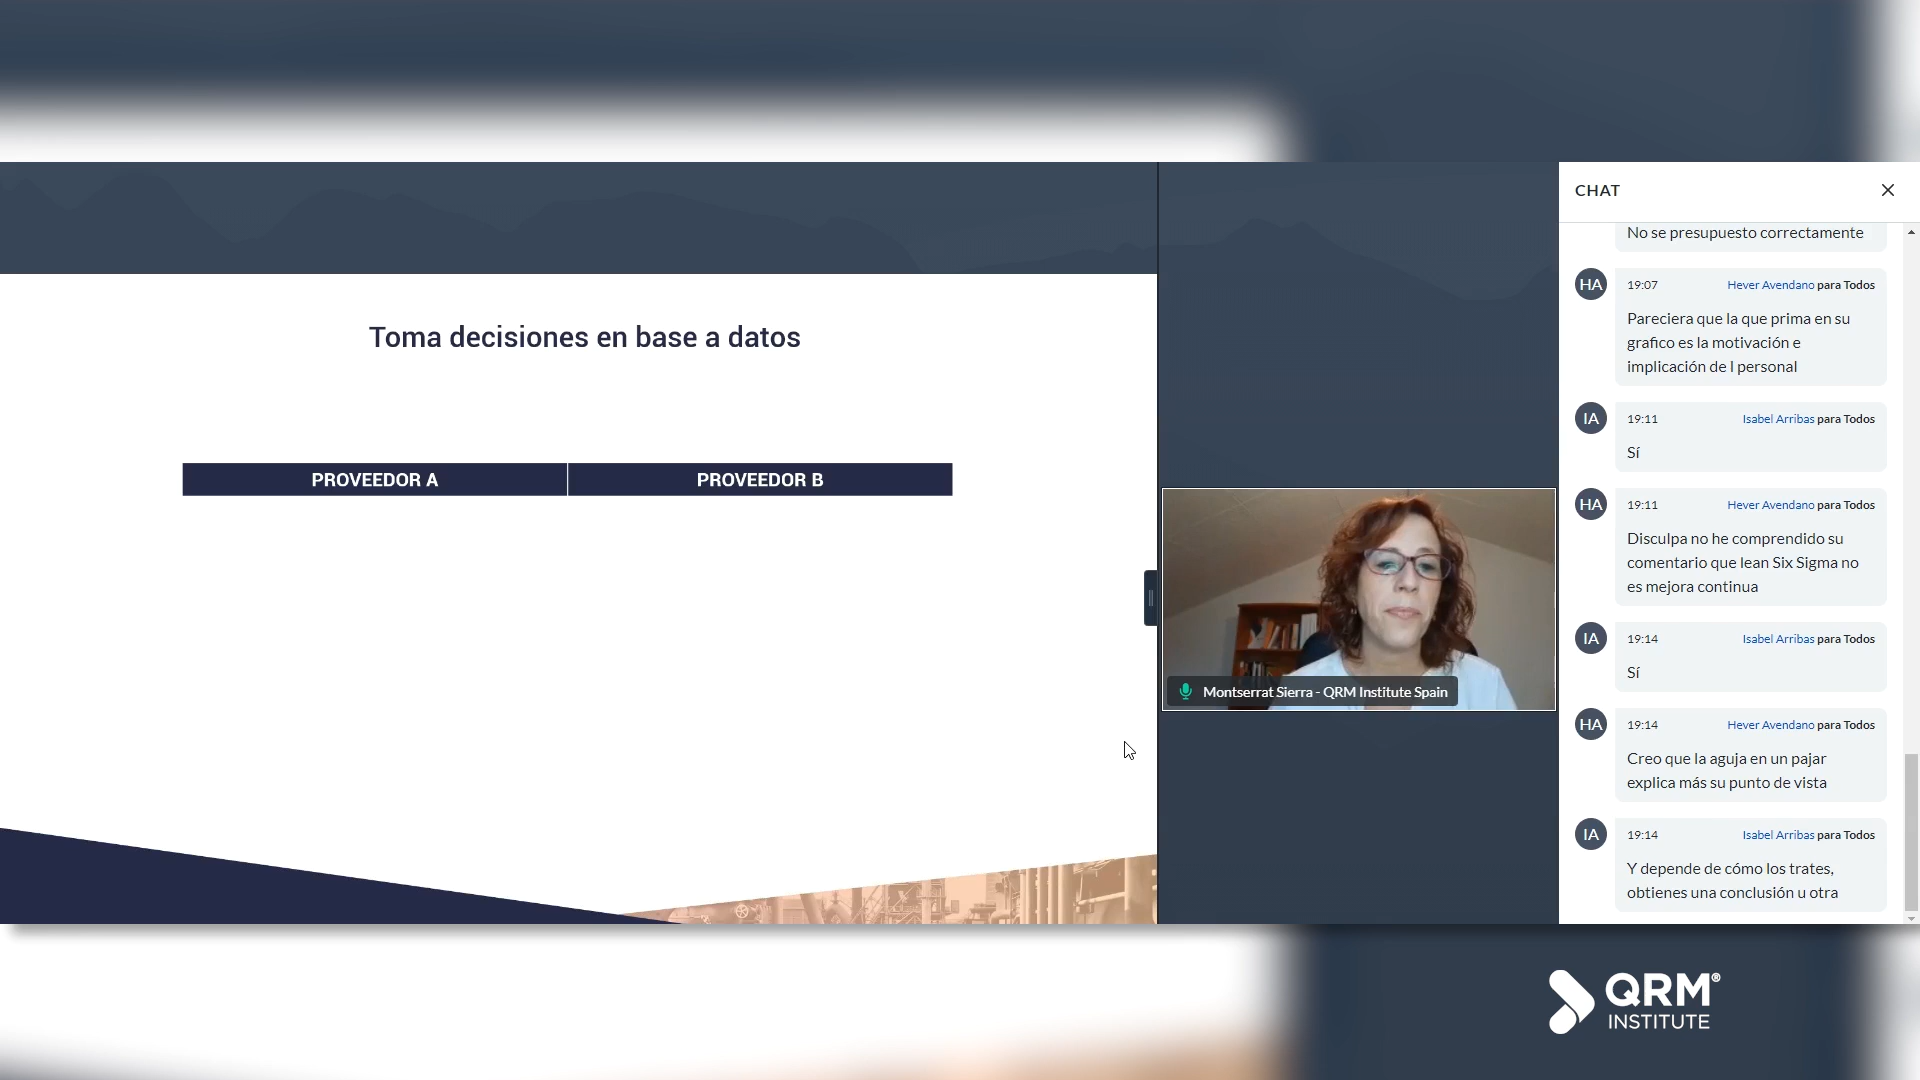 Toma decisiones en base a datos
PROVEEDOR A
PROVEEDOR B
Montserrat Sierra - QRM Institute Spain
CHAT
No se presupuesto correctamente
HA
19:07
Hever Avendano para Todos
Pareciera que la que prima en su
grafico es la motivación e
implicación de l personal
IA
19:11
Isabel Arribas para Todos
Sí
HA
19:11
Hever Avendano para Todos
Disculpa no he comprendido su
comentario que lean Six Sigma no
es mejora continua
IA
19:14
Isabel Arribas para Todos
Sí
HA
19:14
Hever Avendano para Todos
Creo que la aguja en un pajar
explica más su punto de vista
IA
19:14
Isabel Arribas para Todos
Y depende de cómo los trates,
obtienes una conclusión u otra
QRM®
INSTITUTE